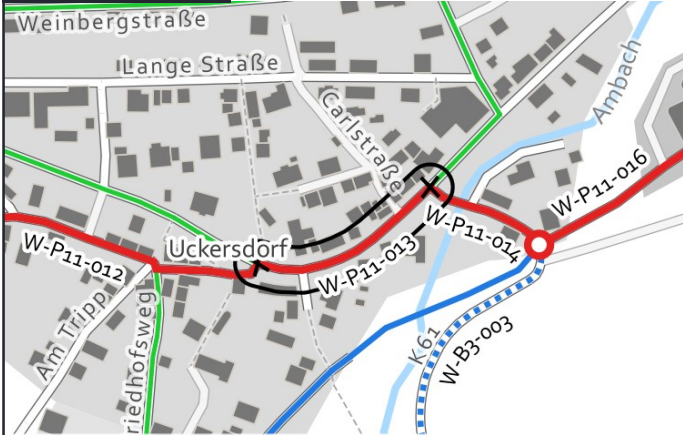 Weinbergstraße
Lange Straße
Carlstraße
Ambach
W-P11-016
W-P11-014
Uckersdorf
W-P11-013
W-P11-012
Am Tripp
riedhofsweg
K61
W-B3-003